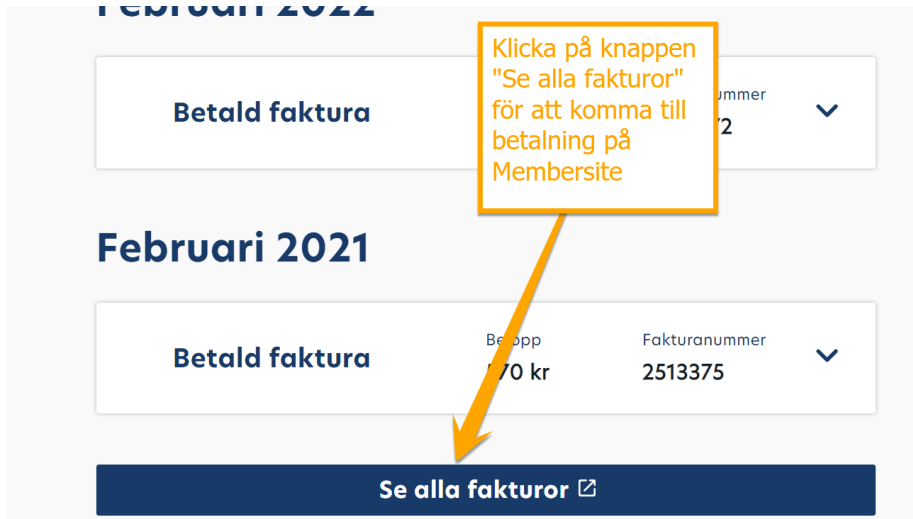 Februari 2022
Klicka på knappen
"Se alla fakturor"
för att komma till
betalning på
Membersite
Betald faktura
Februari 2021
Betald faktura
Fakturanummer
kr
2513375
Se alla fakturor